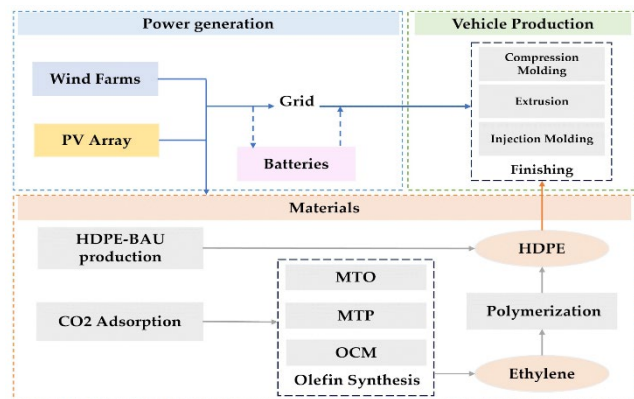 Power generation
Vehicle Production
Wind Farms
PV Array
Grid
Batteries
Compression
Molding
Extrusion
Injection Molding
Finishing
Materials
HDPE-BAU
production
HDPE
CO2 Adsorption
MTO
MTP
OCM
Olefin Synthesis
Polymerization
Ethylene